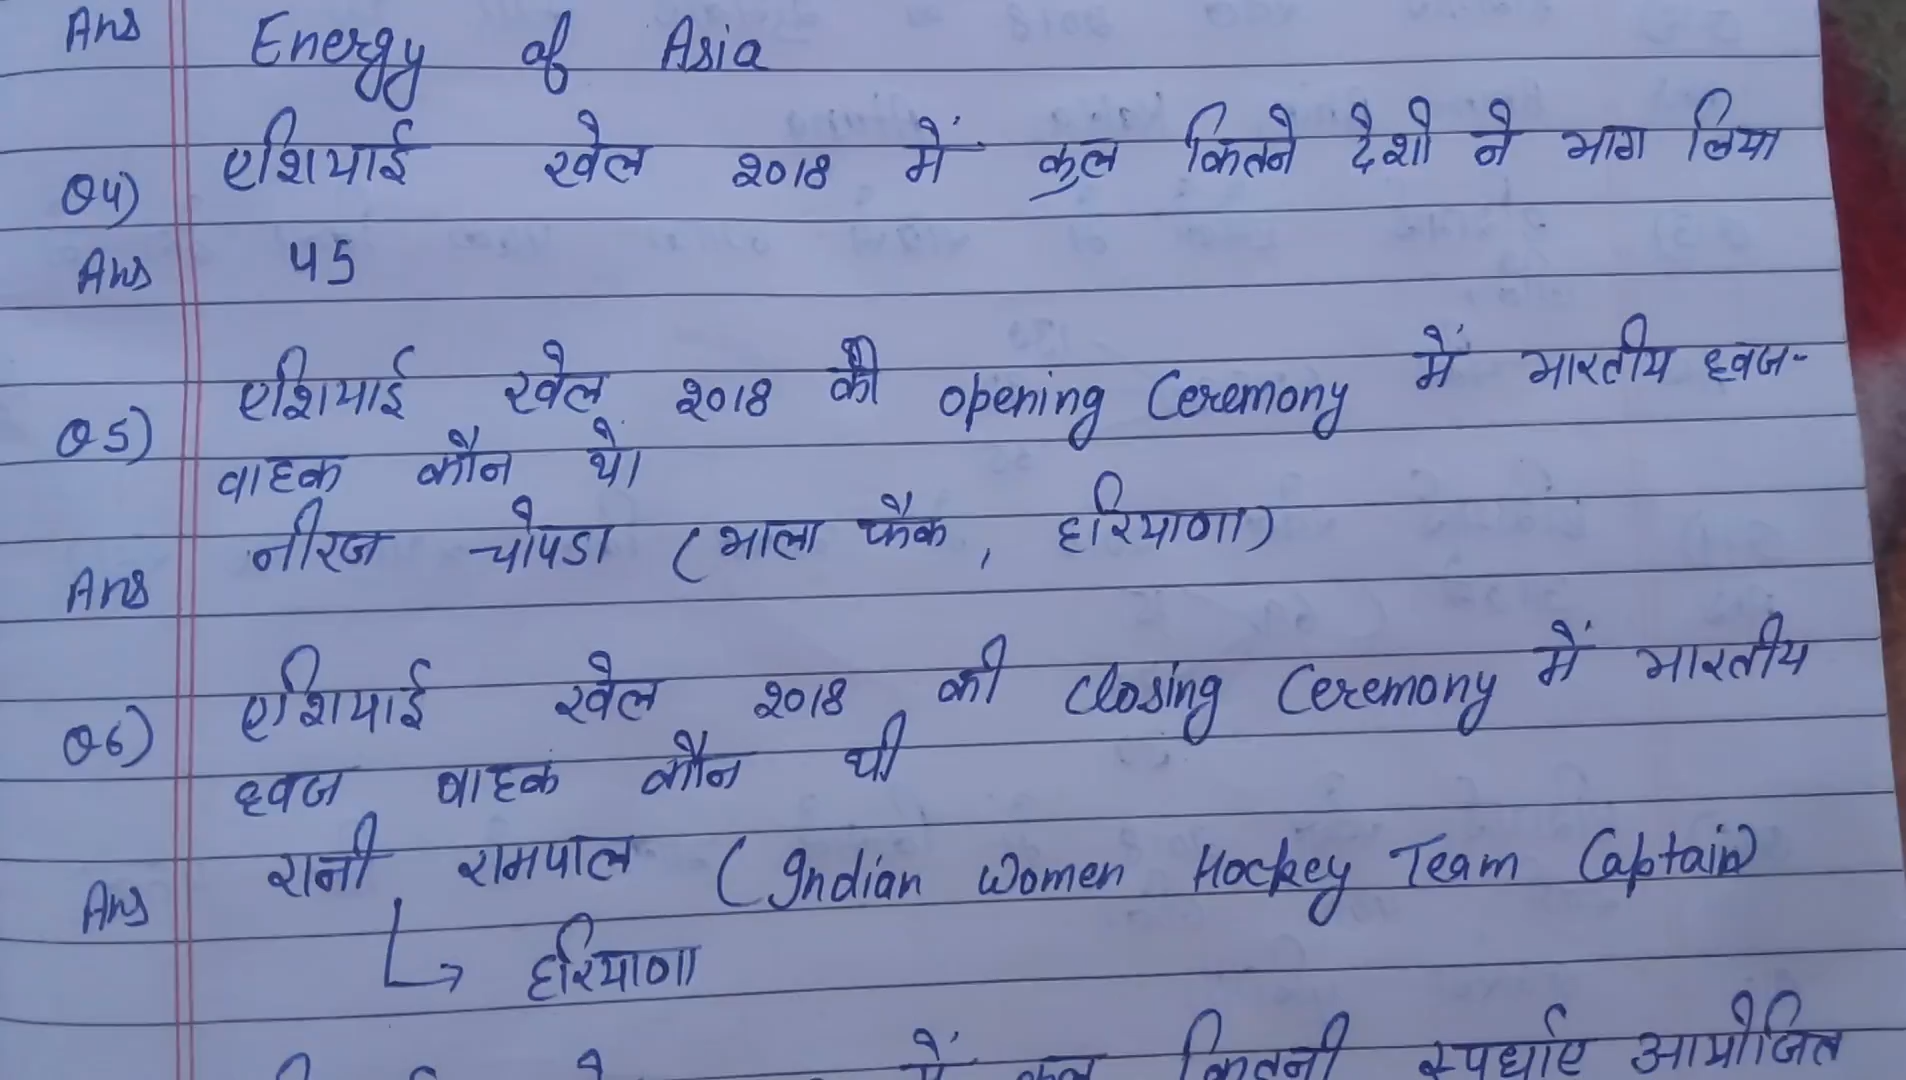 Ans Energy of Asia
Q4) एशियाई खेल 2018 में कुल कितने देशो ने भाग लिया
Ans 45
Q5) एशियाई खेल 2018 की opening Ceremony में भारतीय ध्वज-
वाहक कौन थे।
Ans नीरज चोपडा (भाला फैक, हरियाणा)
Q6) एशियाई खेल 2018 की closing Ceremony में भारतीय
ध्वज वाहक कौन थी
Ans रानी रामपाल (Indian Women Hockey Team Captain)
↳ हरियाणा
में कुल कितनी स्पर्धाए आयोजित